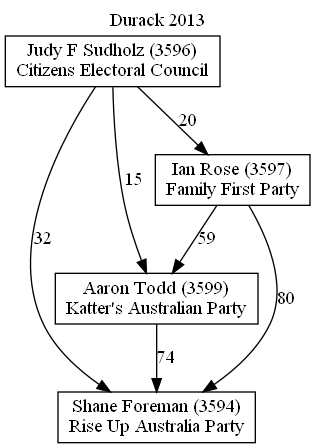 Durack 2013
Judy F Sudholz (3596)
Citizens Electoral Council
20
Ian Rose (3597)
Family First Party
15
32
59
Aaron Todd (3599)
Katter's Australian Party
80
74
Shane Foreman (3594)
Rise Up Australia Party